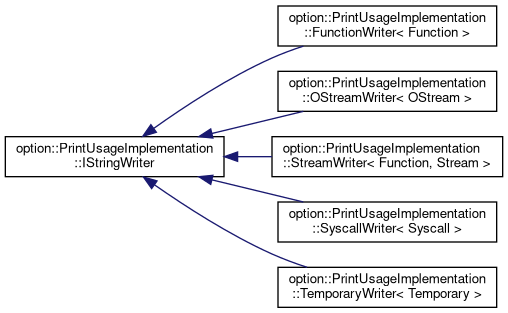 option::PrintUsageImplementation
::FunctionWriter< Function >
option::PrintUsageImplementation
::OStreamWriter< OStream >
option::PrintUsageImplementation
::IStringWriter
option::PrintUsageImplementation
::StreamWriter< Function, Stream >
option::PrintUsageImplementation
::SyscallWriter< Syscall >
option::PrintUsageImplementation
::TemporaryWriter< Temporary >